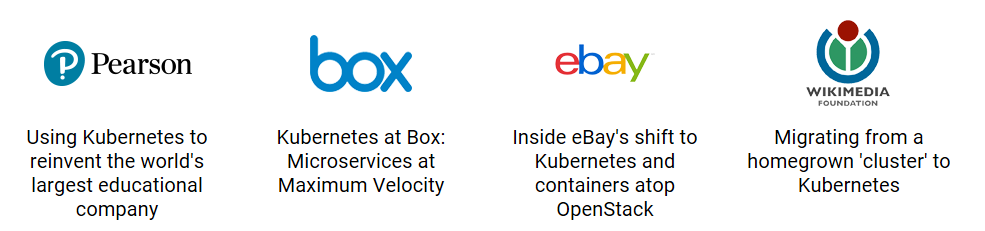 Pearson
Using Kubernetes to
reinvent the world's
largest educational
company
box
Kubernetes at Box:
Microservices at
Maximum Velocity
ebay
Inside eBay's shift to
Kubernetes and
containers atop
OpenStack
WIKIMEDIA
FOUNDATION
Migrating from a
homegrown 'cluster' to
Kubernetes